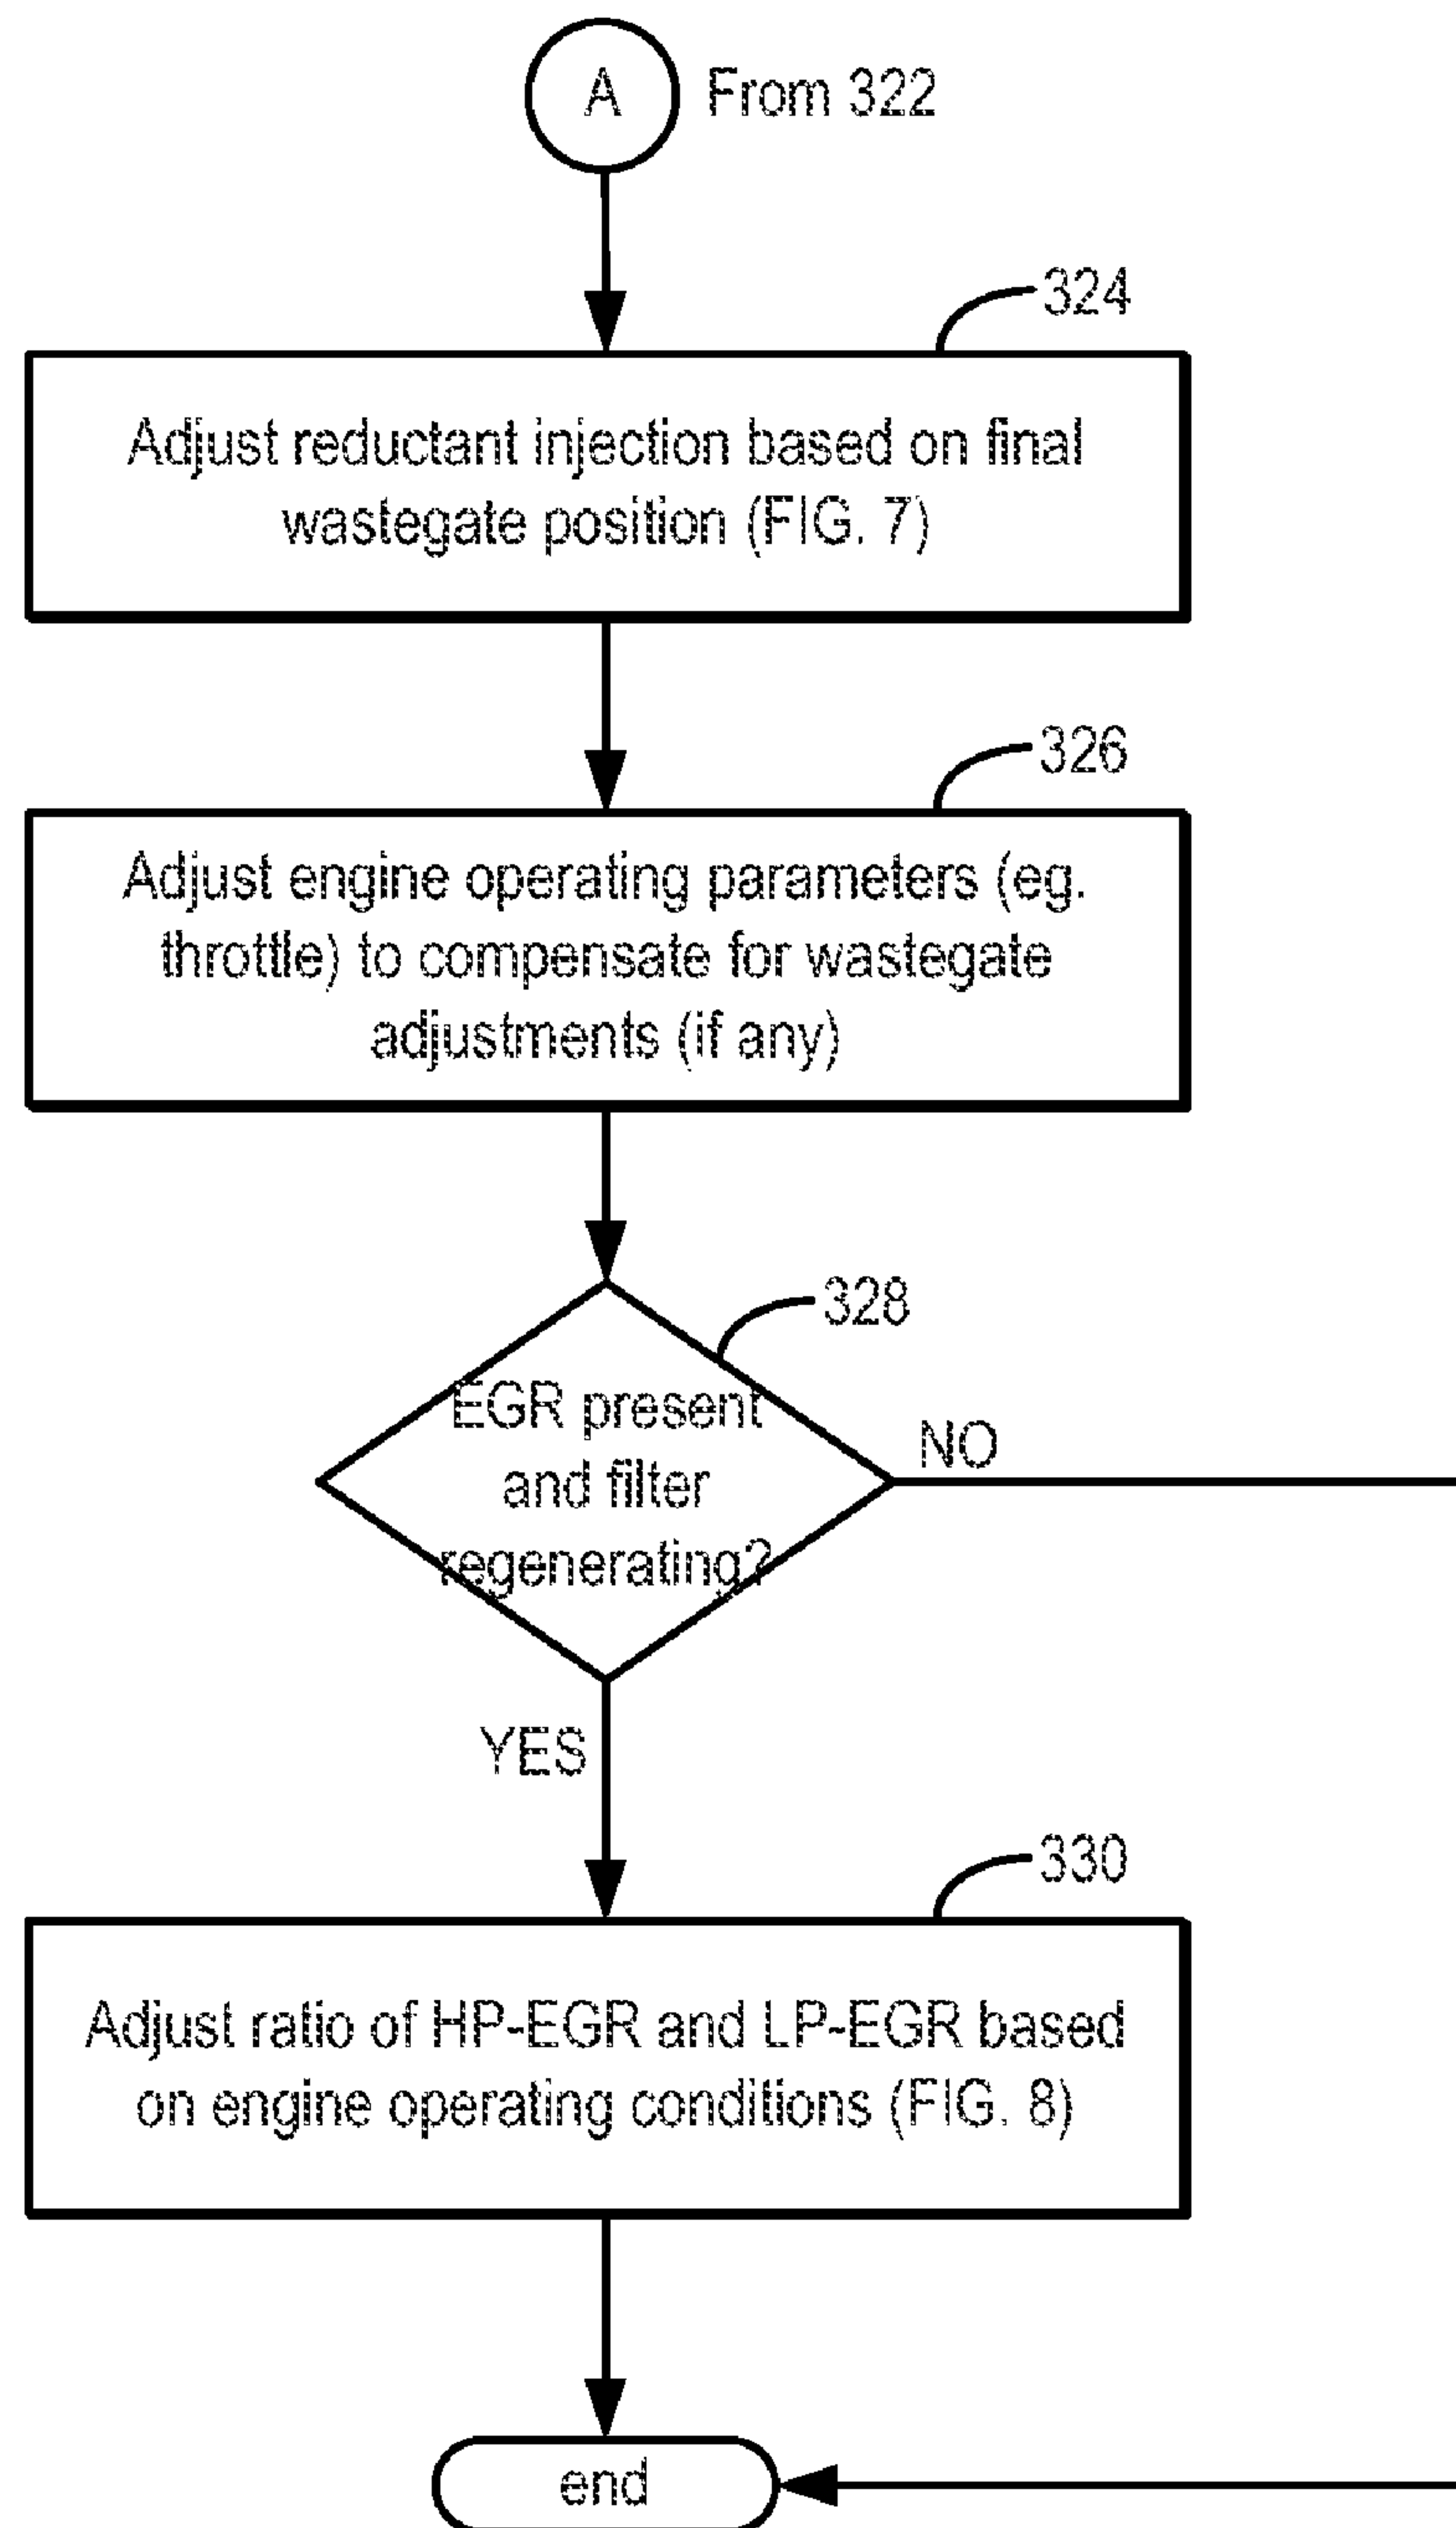 A
From 322
324
Adjust reductant injection based on final
wastegate position (FIG. 7)
326
Adjust engine operating parameters (eg.
throttle) to compensate for wastegate
adjustments (if any)
328
EGR present
and filter
regenerating?
NO
YES
330
Adjust ratio of HP-EGR and LP-EGR based
on engine operating conditions (FIG. 8)
end